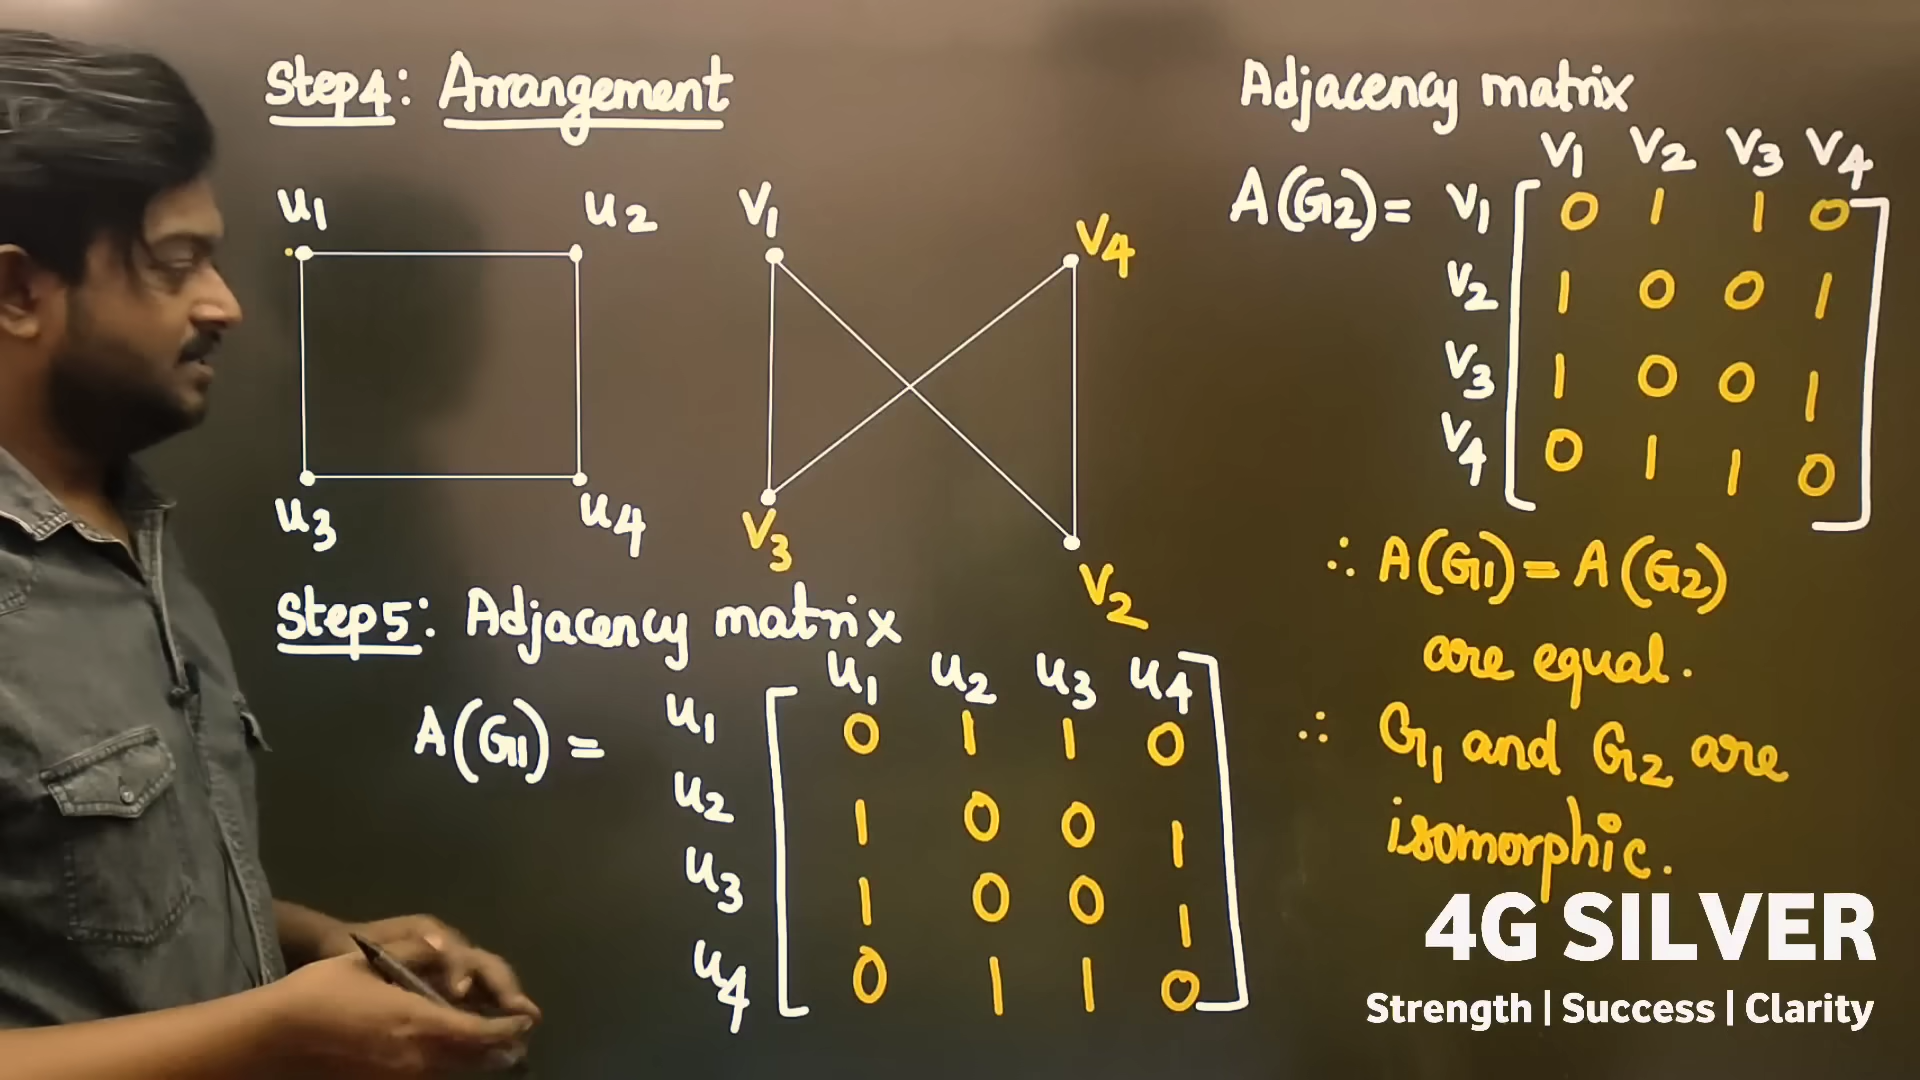 Step4: Arrangement
u1 u2
v1 v4
u3 u4
v3 v2
Step5: Adjacency matrix
u1 u2 u3 u4
A(G1) = u1 0 1 1 0
u2 1 0 0 1
u3 1 0 0 1
u4 0 1 1 0
Adjacency matrix
v1 v2 v3 v4
A(G2) = v1 0 1 1 0
v2 1 0 0 1
v3 1 0 0 1
v4 0 1 1 0
∴ A(G1) = A(G2)
are equal.
∴ G1 and G2 are
isomorphic.
4G SILVER
Strength | Success | Clarity